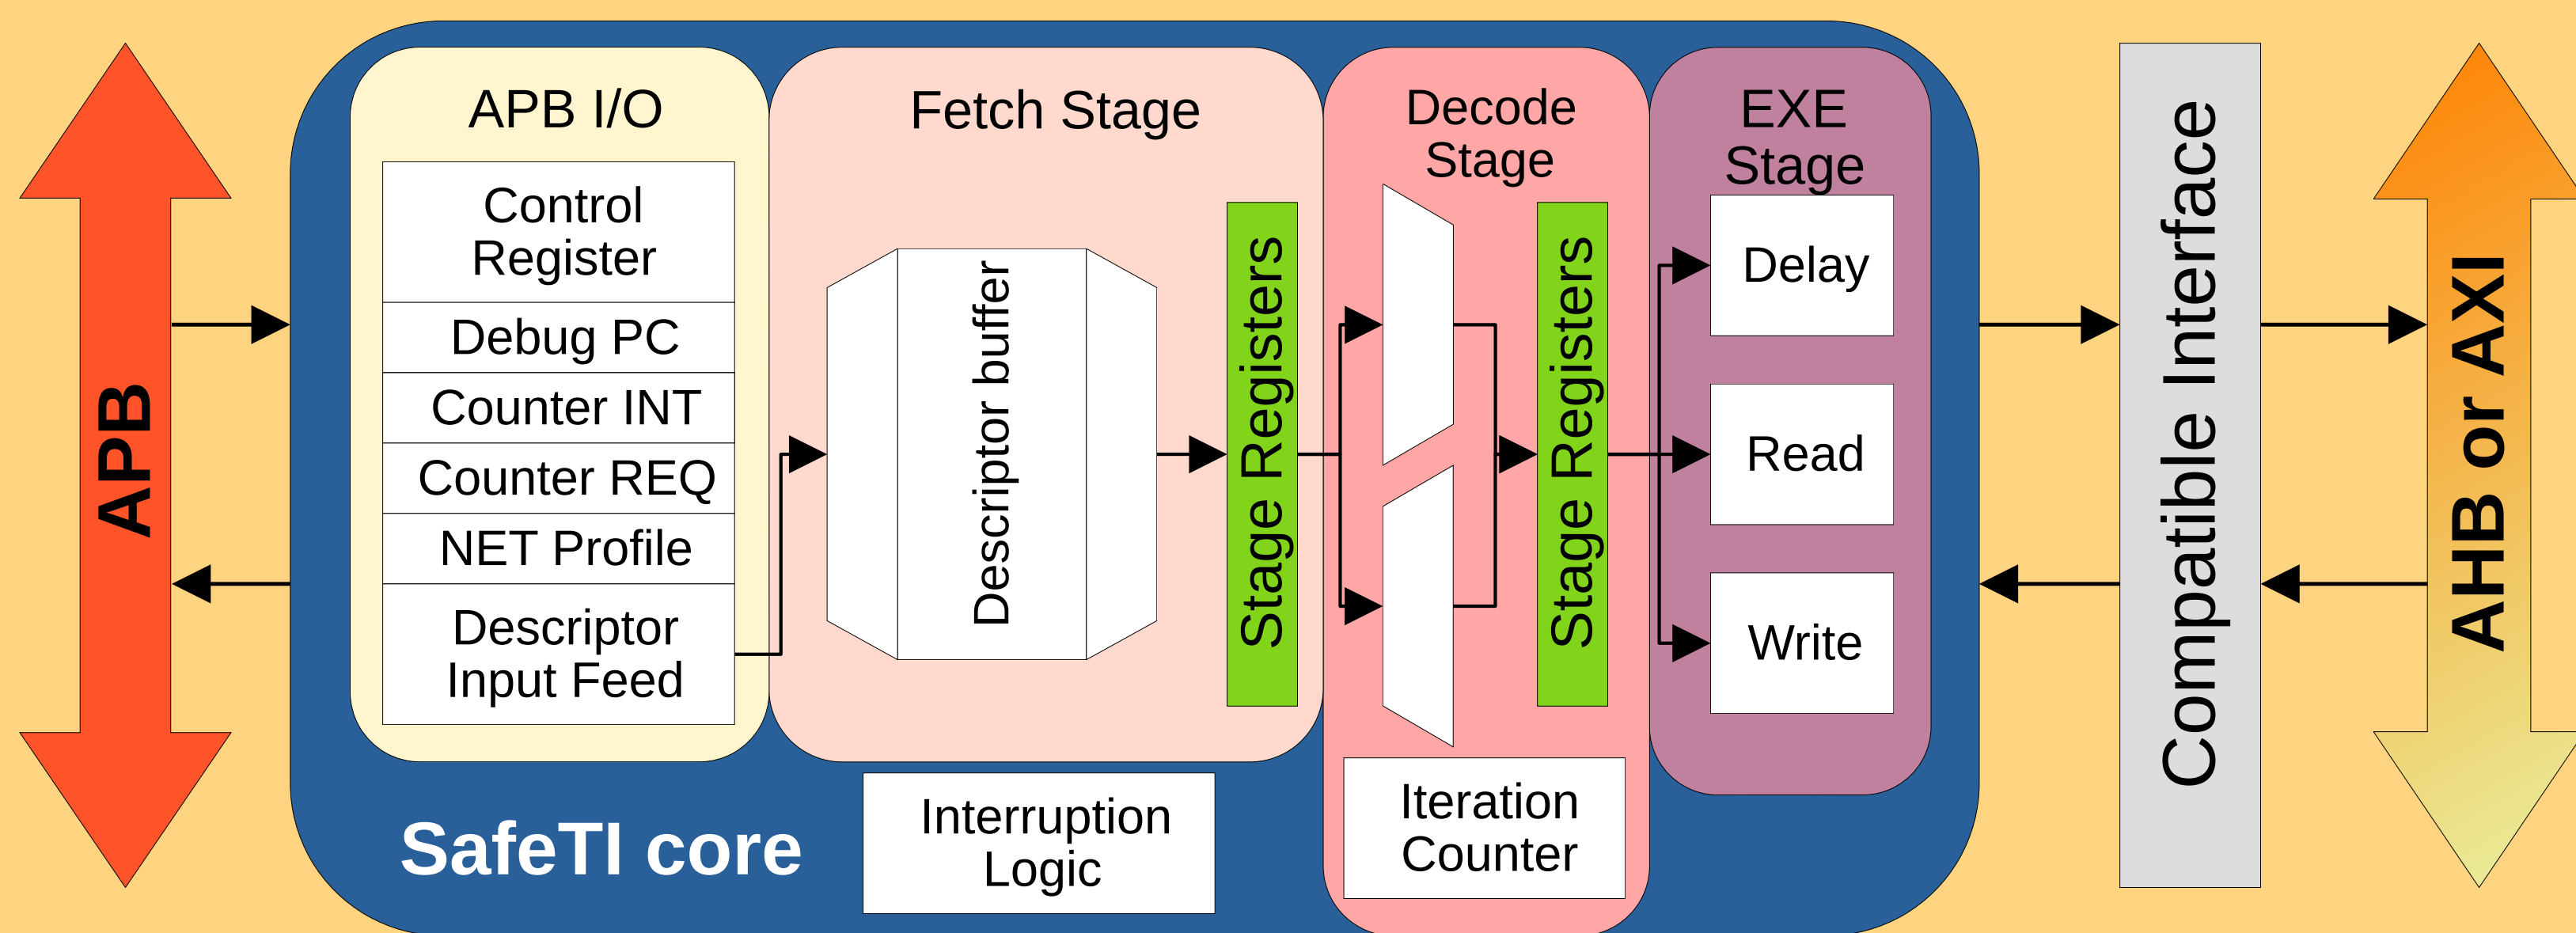 APB
APB I/O
Control
Register
Debug PC
Counter INT
Counter REQ
NET Profile
Descriptor
Input Feed
Fetch Stage
Descriptor buffer
Stage Registers
Decode
Stage
Stage Registers
Iteration
Counter
EXE
Stage
Delay
Read
Write
SafeTI core
Interruption
Logic
Compatible Interface
AHB or AXI